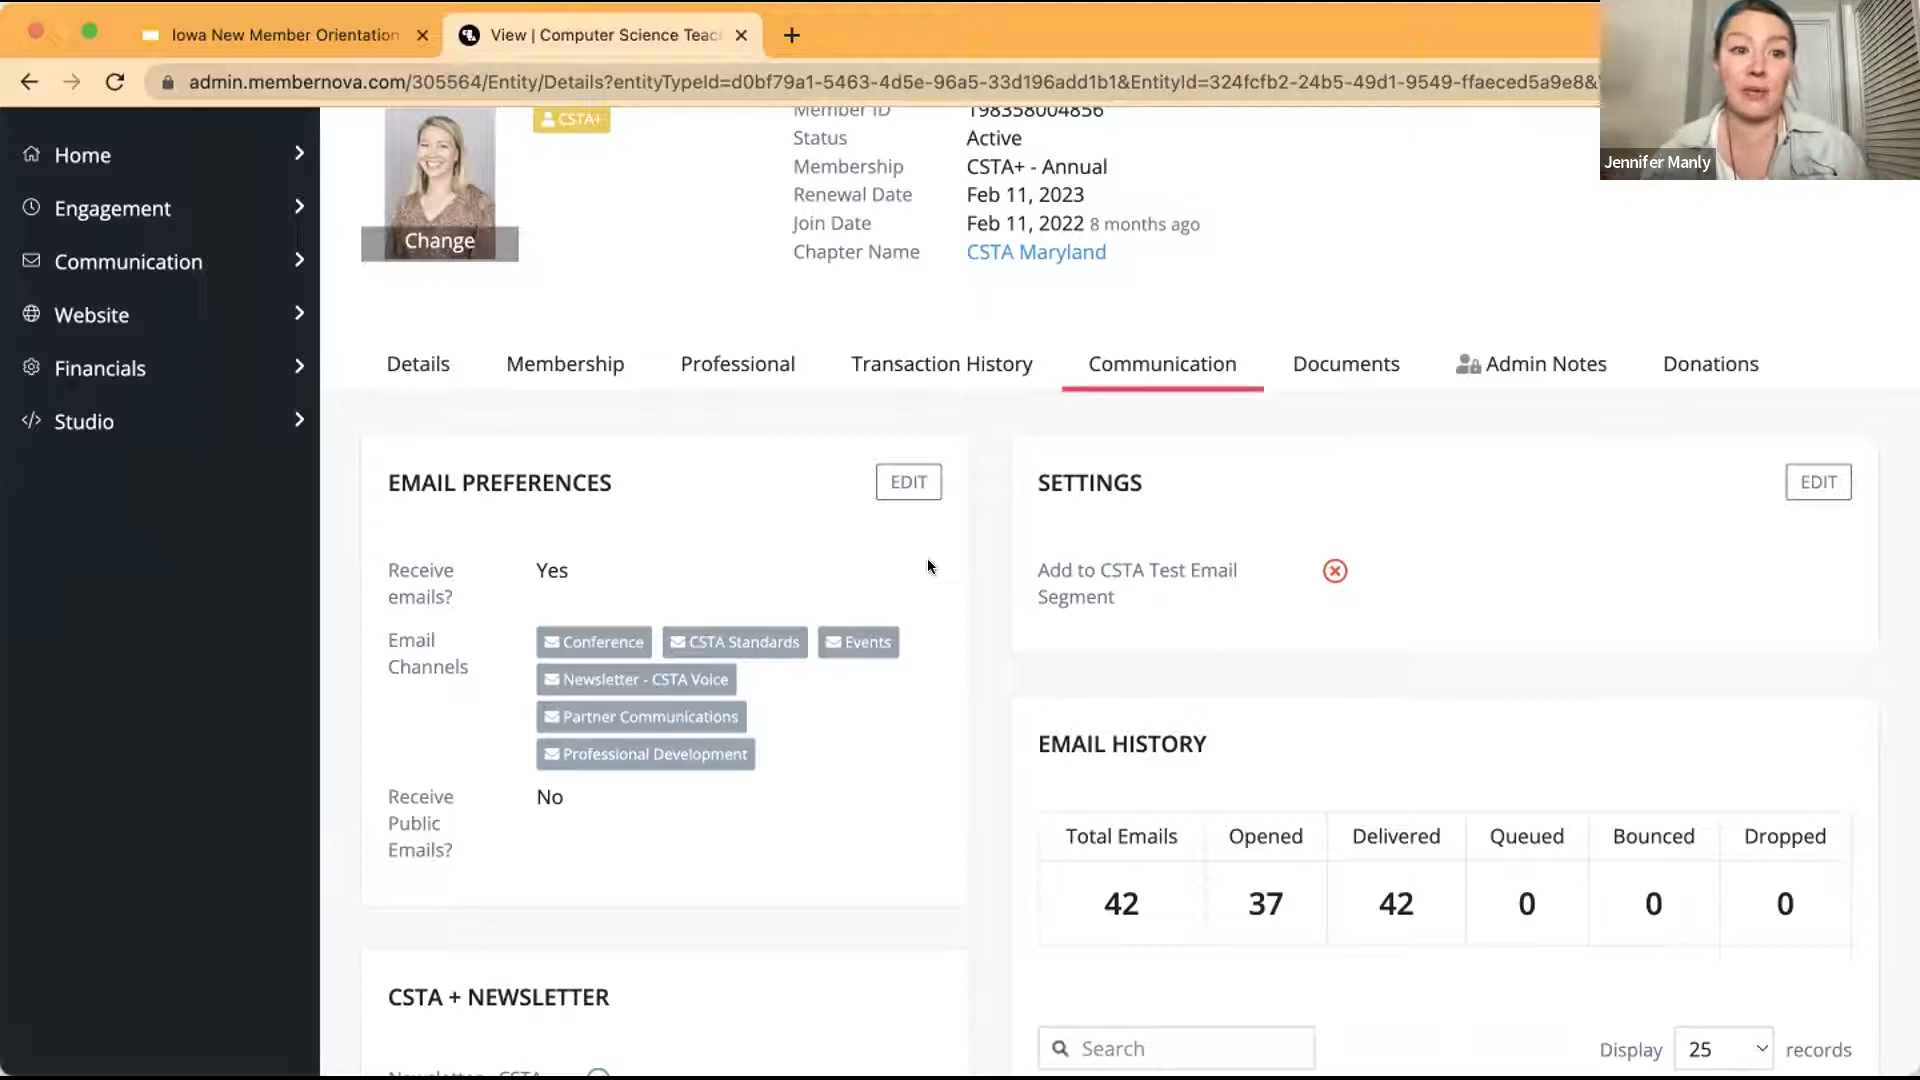 Iowa New Member Orientation
View | Computer Science Teac
admin.membernova.com/305564/Entity/Details?entityTypeId=d0bf79a1-5463-4d5e-96a5-33d196add1b1&EntityId=324fcfb2-24b5-49d1-9549-ffaeced5a9e8&
Jennifer Manly
Home
Engagement
Communication
Website
Financials
Studio
CSTA+
Change
Member ID 198358004856
Status Active
Membership CSTA+ - Annual
Renewal Date Feb 11, 2023
Join Date Feb 11, 2022 8 months ago
Chapter Name CSTA Maryland
Details Membership Professional Transaction History Communication Documents Admin Notes Donations
EMAIL PREFERENCES EDIT
Receive emails? Yes
Email Channels
Conference CSTA Standards Events
Newsletter - CSTA Voice
Partner Communications
Professional Development
Receive Public Emails? No
CSTA + NEWSLETTER
Newsletter - CSTA
SETTINGS EDIT
Add to CSTA Test Email
Segment
EMAIL HISTORY
Total Emails Opened Delivered Queued Bounced Dropped
42 37 42 0 0 0
Search
Display 25 records